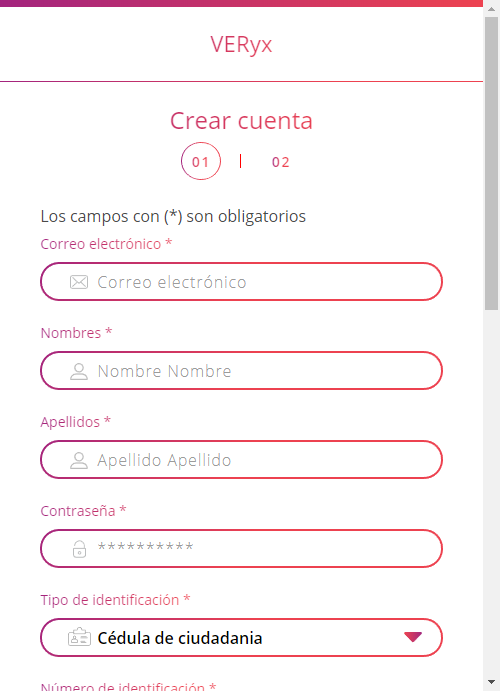 VERyx
Crear cuenta
01 | 02
Los campos con (*) son obligatorios
Correo electrónico *
Correo electrónico
Nombres *
Nombre Nombre
Apellidos *
Apellido Apellido
Contraseña *
**********
Tipo de identificación *
Cédula de ciudadania
Número de identificación *